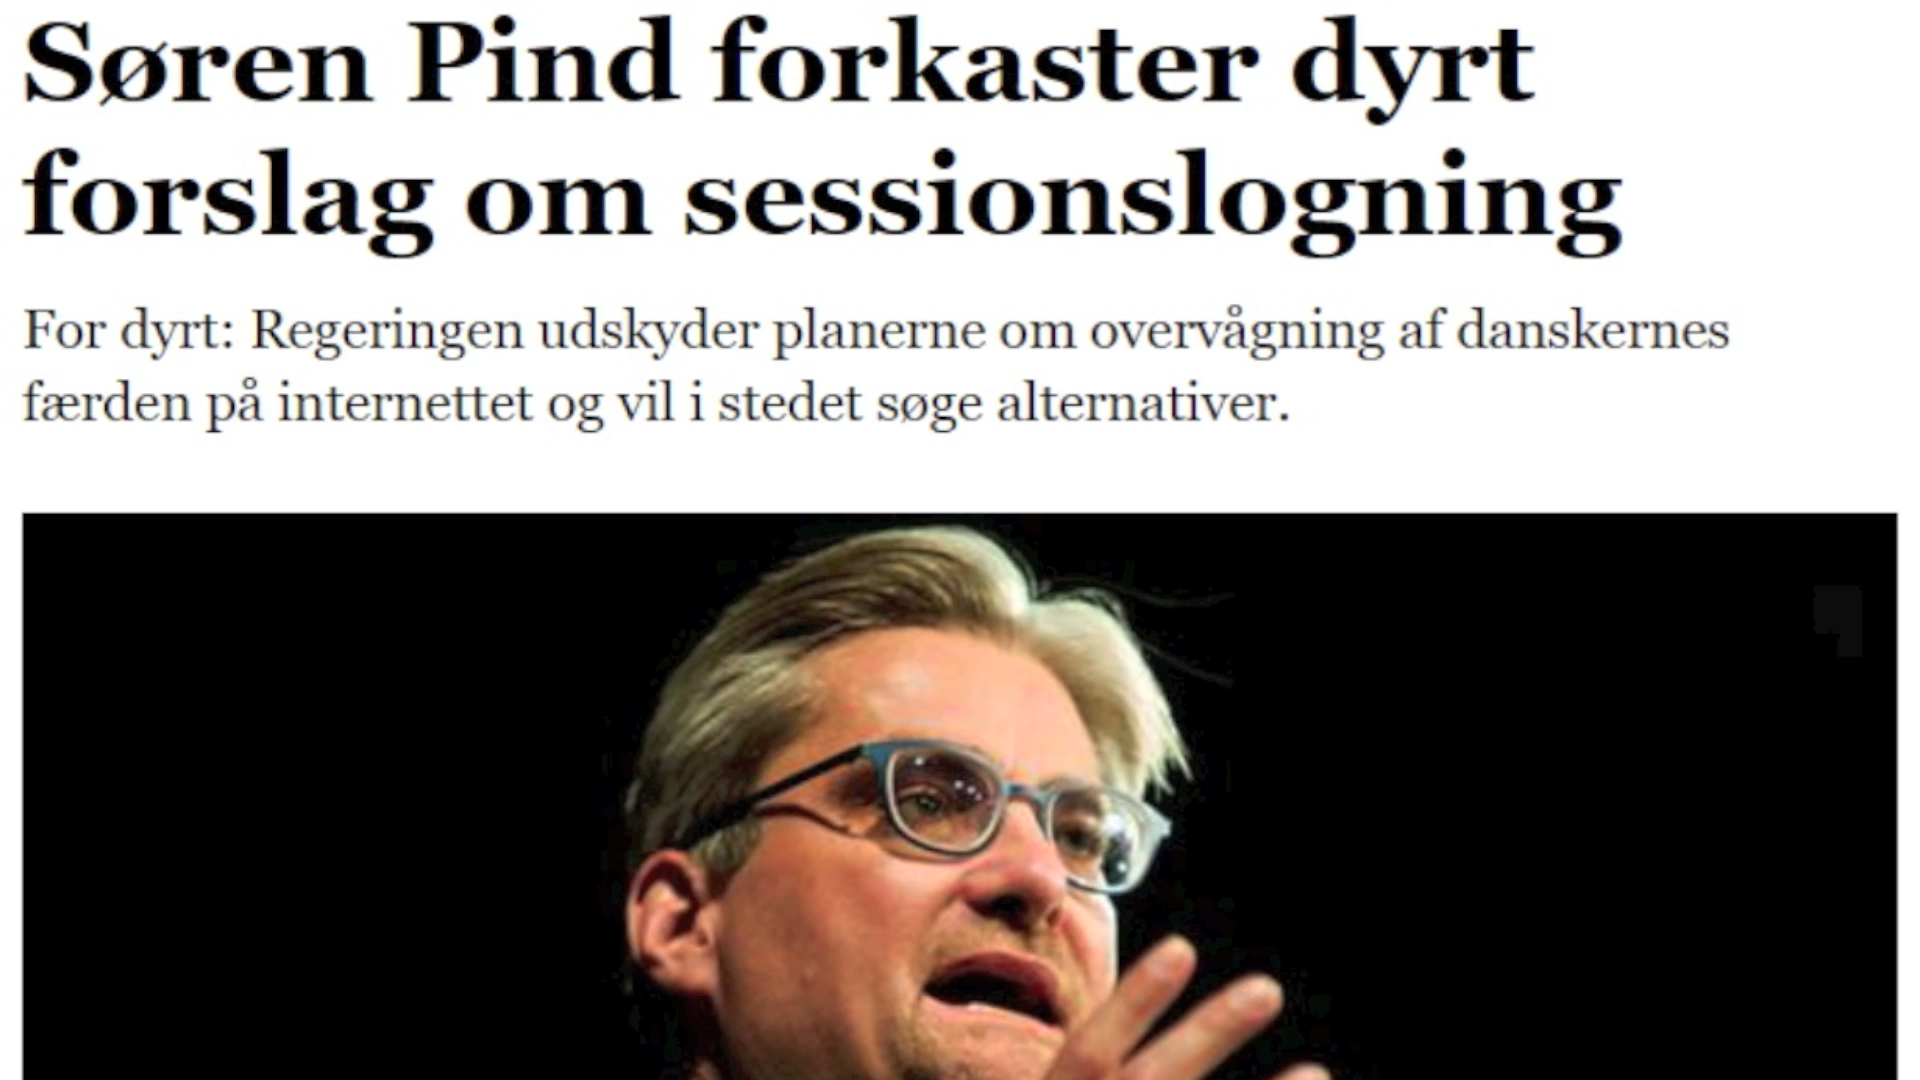 Søren Pind forkaster dyrt
forslag om sessionslogning
For dyrt: Regeringen udskyder planerne om overvågning af danskernes
færden på internettet og vil i stedet søge alternativer.